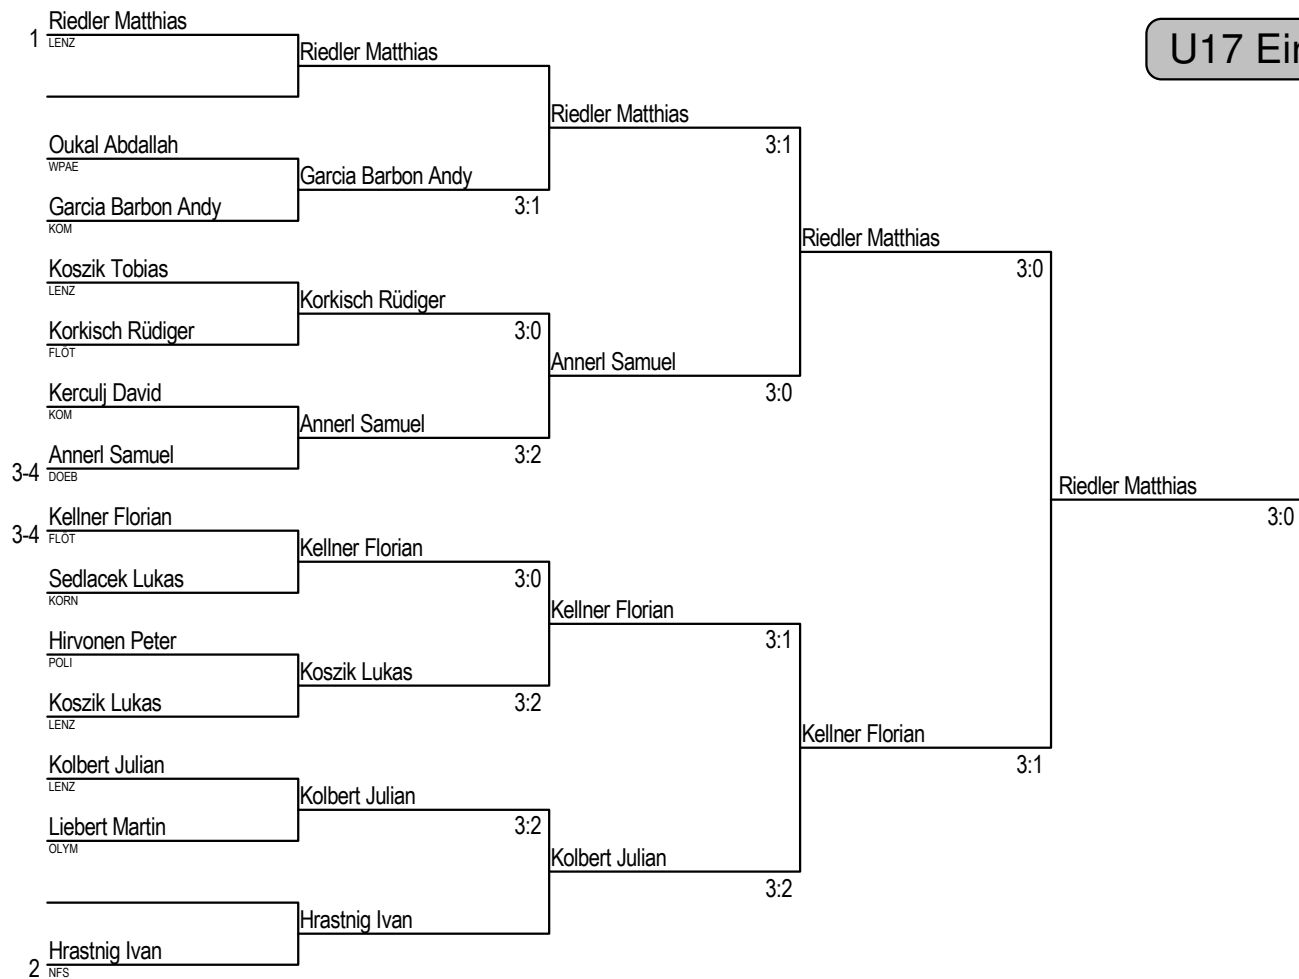 U17 Ein
1 Riedler Matthias
LENZ
Oukal Abdallah
WPAE
Garcia Barbon Andy
KOM
Koszik Tobias
LENZ
Korkisch Rüdiger
FLÖT
Kerculj David
KOM
3-4 Annerl Samuel
DOEB
3-4 Kellner Florian
FLÖT
Sedlacek Lukas
KORN
Hirvonen Peter
POLI
Koszik Lukas
LENZ
Kolbert Julian
LENZ
Liebert Martin
OLYM
2 Hrastnig Ivan
NFS
Riedler Matthias
Garcia Barbon Andy
3:1
Korkisch Rüdiger
3:0
Annerl Samuel
3:2
Kellner Florian
3:0
Koszik Lukas
3:2
Kolbert Julian
3:2
Hrastnig Ivan
Riedler Matthias
3:1
Annerl Samuel
3:0
Kellner Florian
3:1
Kolbert Julian
3:2
Riedler Matthias
3:0
Kellner Florian
3:1
Riedler Matthias
3:0